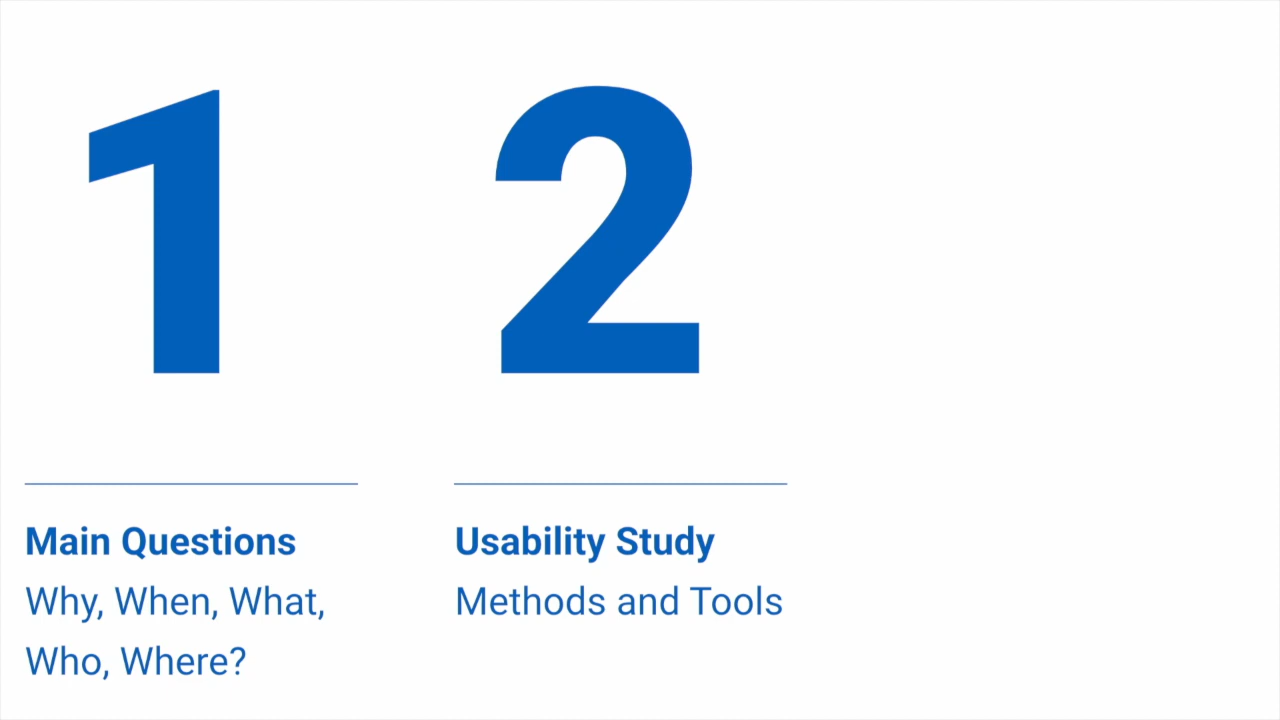 1
Main Questions
Why, When, What,
Who, Where?
2
Usability Study
Methods and Tools